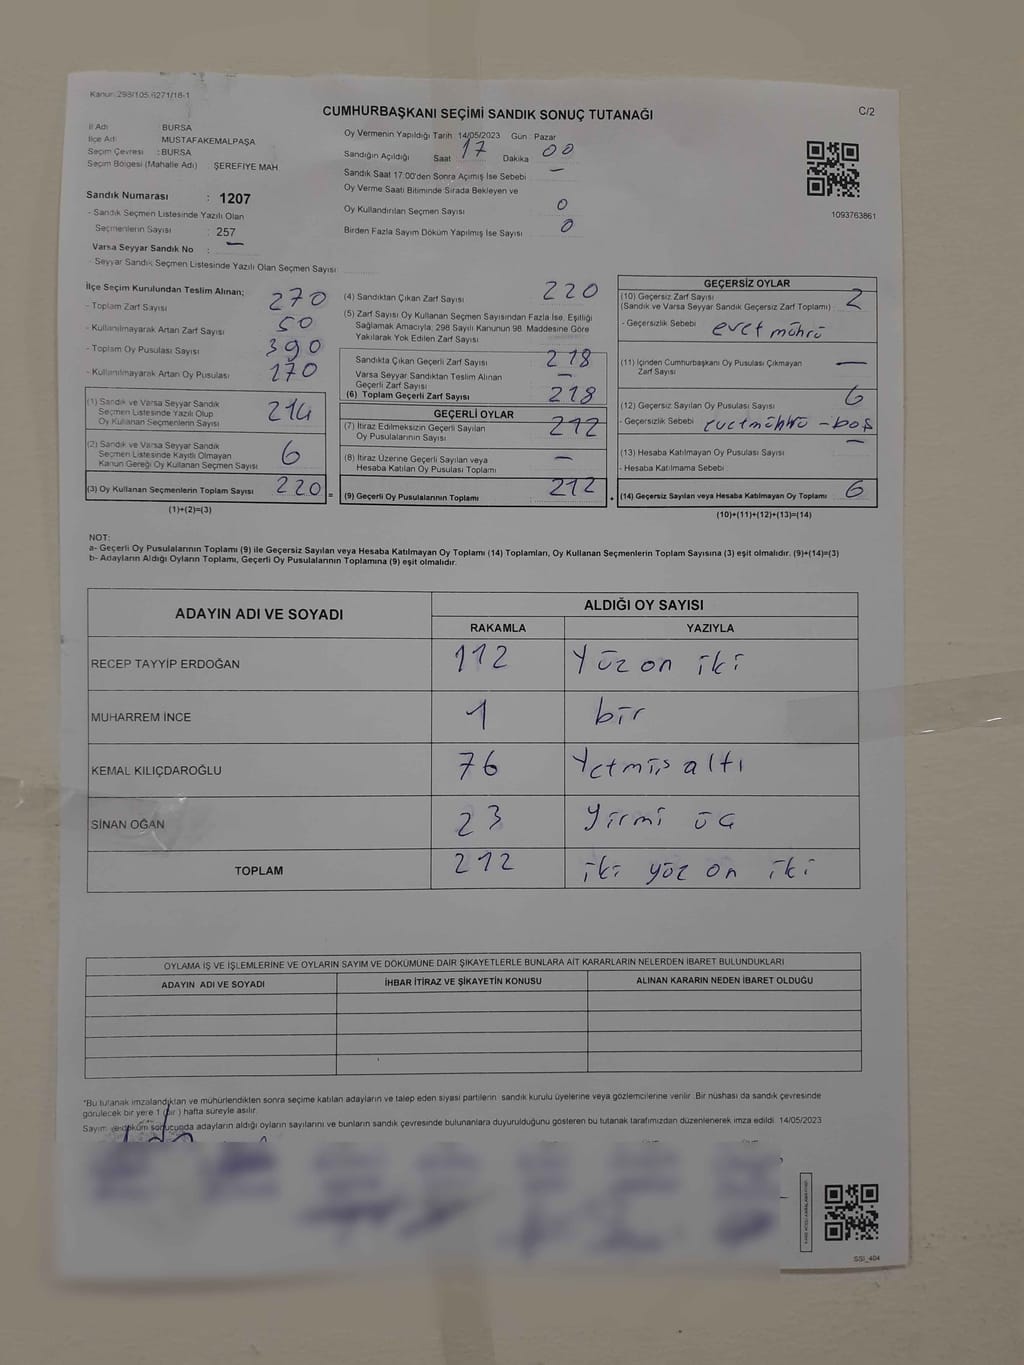 Kanun: 298/105,6271/18-1
CUMHURBAŞKANI SEÇİMİ SANDIK SONUÇ TUTANAĞI
C/2
İl Adı : BURSA
İlçe Adı : MUSTAFAKEMALPAŞA
Seçim Çevresi : BURSA
Seçim Bölgesi (Mahalle Adı) : ŞEREFİYE MAH
Sandık Numarası : 1207
- Sandık Seçmen Listesinde Yazılı Olan
Seçmenlerin Sayısı : 257
Varsa Seyyar Sandık No : —
- Seyyar Sandık Seçmen Listesinde Yazılı Olan Seçmen Sayısı
Oy Vermenin Yapıldığı Tarih 14/05/2023 Gün Pazar
Sandığın Açıldığı Saat 17 Dakika 00
Sandık Saat 17:00'den Sonra Açılmış İse Sebebi —
Oy Verme Saati Bitiminde Sırada Bekleyen ve
Oy Kullandırılan Seçmen Sayısı 0
Birden Fazla Sayım Döküm Yapılmış İse Sayısı 0
1093763861
İlçe Seçim Kurulundan Teslim Alınan;
- Toplam Zarf Sayısı 270
- Kullanılmayarak Artan Zarf Sayısı 50
- Toplam Oy Pusulası Sayısı 390
- Kullanılmayarak Artan Oy Pusulası 170
(1) Sandık ve Varsa Seyyar Sandık
Seçmen Listesinde Yazılı Olup
Oy Kullanan Seçmenlerin Sayısı 214
(2) Sandık ve Varsa Seyyar Sandık
Seçmen Listesinde Kayıtlı Olmayan
Kanun Gereği Oy Kullanan Seçmen Sayısı 6
(3) Oy Kullanan Seçmenlerin Toplam Sayısı 220 =
(1)+(2)=(3)
(4) Sandıktan Çıkan Zarf Sayısı 220
(5) Zarf Sayısı Oy Kullanan Seçmen Sayısından Fazla İse, Eşitliği
Sağlamak Amacıyla; 298 Sayılı Kanunun 98. Maddesine Göre
Yakılarak Yok Edilen Zarf Sayısı
Sandıkta Çıkan Geçerli Zarf Sayısı 218
Varsa Seyyar Sandıktan Teslim Alınan
Geçerli Zarf Sayısı —
(6) Toplam Geçerli Zarf Sayısı 218
GEÇERLİ OYLAR
(7) İtiraz Edilmeksizin Geçerli Sayılan
Oy Pusulalarının Sayısı 212
(8) İtiraz Üzerine Geçerli Sayılan veya
Hesaba Katılan Oy Pusulası Toplamı —
(9) Geçerli Oy Pusulalarının Toplamı 212 +
GEÇERSİZ OYLAR
(10) Geçersiz Zarf Sayısı
(Sandık ve Varsa Seyyar Sandık Geçersiz Zarf Toplamı) 2
- Geçersizlik Sebebi evet mührü
(11) İçinden Cumhurbaşkanı Oy Pusulası Çıkmayan
Zarf Sayısı —
(12) Geçersiz Sayılan Oy Pusulası Sayısı 6
- Geçersizlik Sebebi evetmührü - boş
(13) Hesaba Katılmayan Oy Pusulası Sayısı —
- Hesaba Katılmama Sebebi
(14) Geçersiz Sayılan veya Hesaba Katılmayan Oy Toplamı 6
(10)+(11)+(12)+(13)=(14)
NOT:
a- Geçerli Oy Pusulalarının Toplamı (9) ile Geçersiz Sayılan veya Hesaba Katılmayan Oy Toplamı (14) Toplamları, Oy Kullanan Seçmenlerin Toplam Sayısına (3) eşit olmalıdır. (9)+(14)=(3)
b- Adayların Aldığı Oyların Toplamı, Geçerli Oy Pusulalarının Toplamına (9) eşit olmalıdır.
ADAYIN ADI VE SOYADI
ALDIĞI OY SAYISI
RAKAMLA YAZIYLA
RECEP TAYYİP ERDOĞAN 112 Yüz on iki
MUHARREM İNCE 1 bir
KEMAL KILIÇDAROĞLU 76 Yetmiş altı
SİNAN OĞAN 23 Yirmi üç
TOPLAM 212 iki yüz on iki
OYLAMA İŞ VE İŞLEMLERİNE VE OYLARIN SAYIM VE DÖKÜMÜNE DAİR ŞİKAYETLERLE BUNLARA AİT KARARLARIN NELERDEN İBARET BULUNDUKLARI
ADAYIN ADI VE SOYADI İHBAR İTİRAZ VE ŞİKAYETİN KONUSU ALINAN KARARIN NEDEN İBARET OLDUĞU
*Bu tutanak imzalandıktan ve mühürlendikten sonra seçime katılan adayların ve talep eden siyasi partilerin sandık kurulu üyelerine veya gözlemcilerine verilir. Bir nüshası da sandık çevresinde
görülecek bir yere 1 (bir) hafta süreyle asılır.
Sayım ve döküm sonucunda adayların aldığı oyların sayılarını ve bunların sandık çevresinde bulunanlara duyurulduğunu gösteren bu tutanak tarafımızdan düzenlenerek imza edildi. 14/05/2023
SSI_404